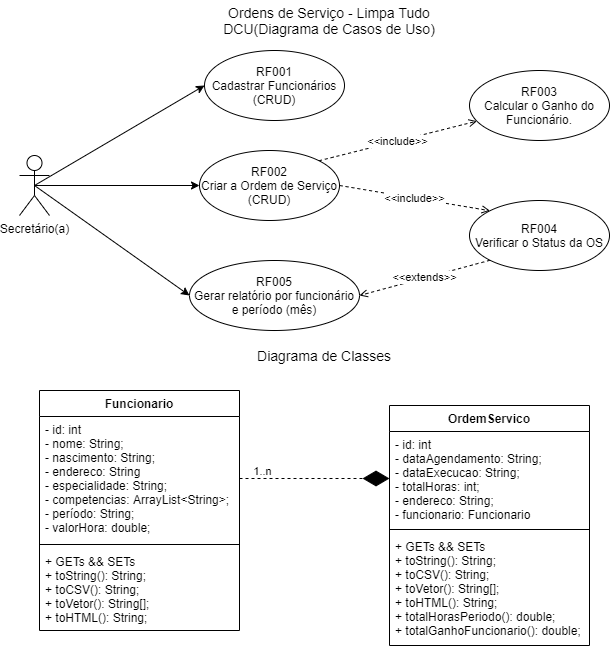 Ordens de Serviço - Limpa Tudo
DCU(Diagrama de Casos de Uso)
RF001
Cadastrar Funcionários
(CRUD)
RF003
Calcular o Ganho do
Funcionário.
<<include>>
RF002
Criar a Ordem de Serviço
(CRUD)
<<include>>
Secretário(a)
RF004
Verificar o Status da OS
<<extends>>
RF005
Gerar relatório por funcionário
e período (mês)
Diagrama de Classes
Funcionario
- id: int
- nome: String;
- nascimento: String;
- endereco: String
- especialidade: String;
- competencias: ArrayList<String>;
- período: String;
- valorHora: double;
+ GETs && SETs
+ toString(): String;
+ toCSV(): String;
+ toVetor(): String[];
+ toHTML(): String;
1..n
OrdemServico
- id: int
- dataAgendamento: String;
- dataExecucao: String;
- totalHoras: int;
- endereco: String;
- funcionario: Funcionario
+ GETs && SETs
+ toString(): String;
+ toCSV(): String;
+ toVetor(): String[];
+ toHTML(): String;
+ totalHorasPeriodo(): double;
+ totalGanhoFuncionario(): double;